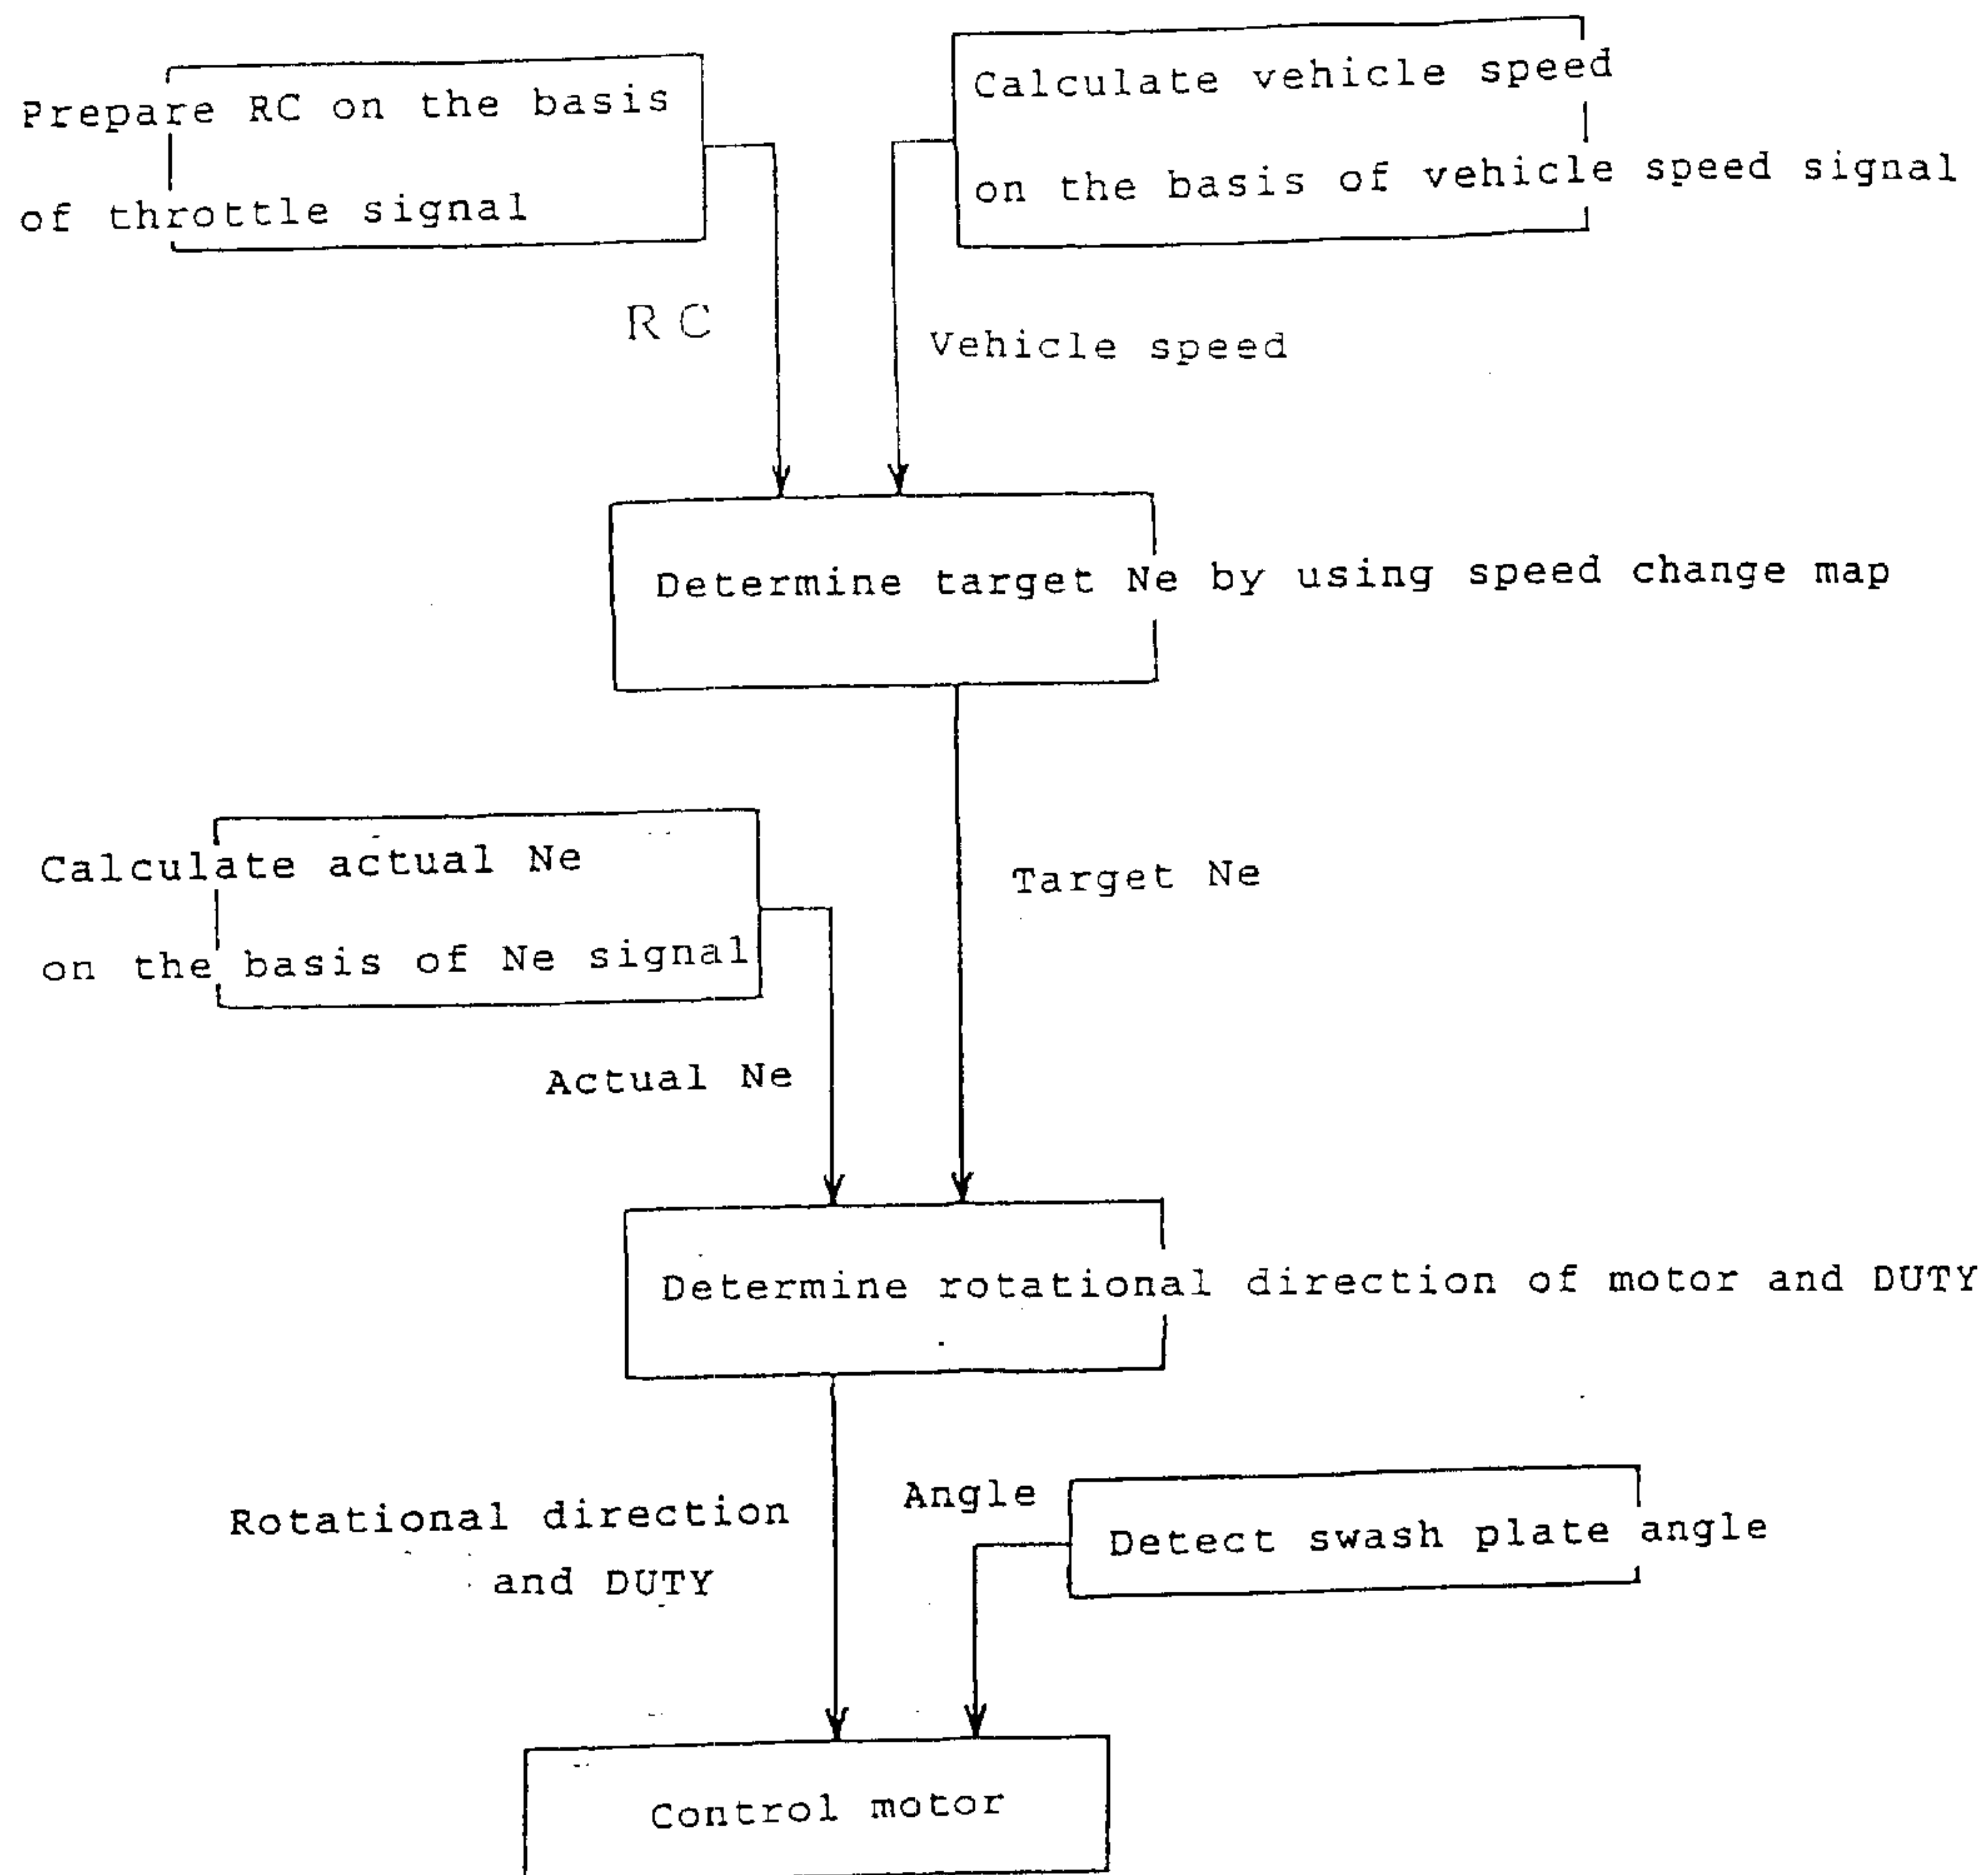 Prepare RC on the basis
of throttle signal
Calculate vehicle speed
on the basis of vehicle speed signal
RC
Vehicle speed
Determine target Ne by using speed change map
Calculate actual Ne
on the basis of Ne signal
Target Ne
Actual Ne
Determine rotational direction of motor and DUTY
Rotational direction
and DUTY
Angle
Detect swash plate angle
Control motor